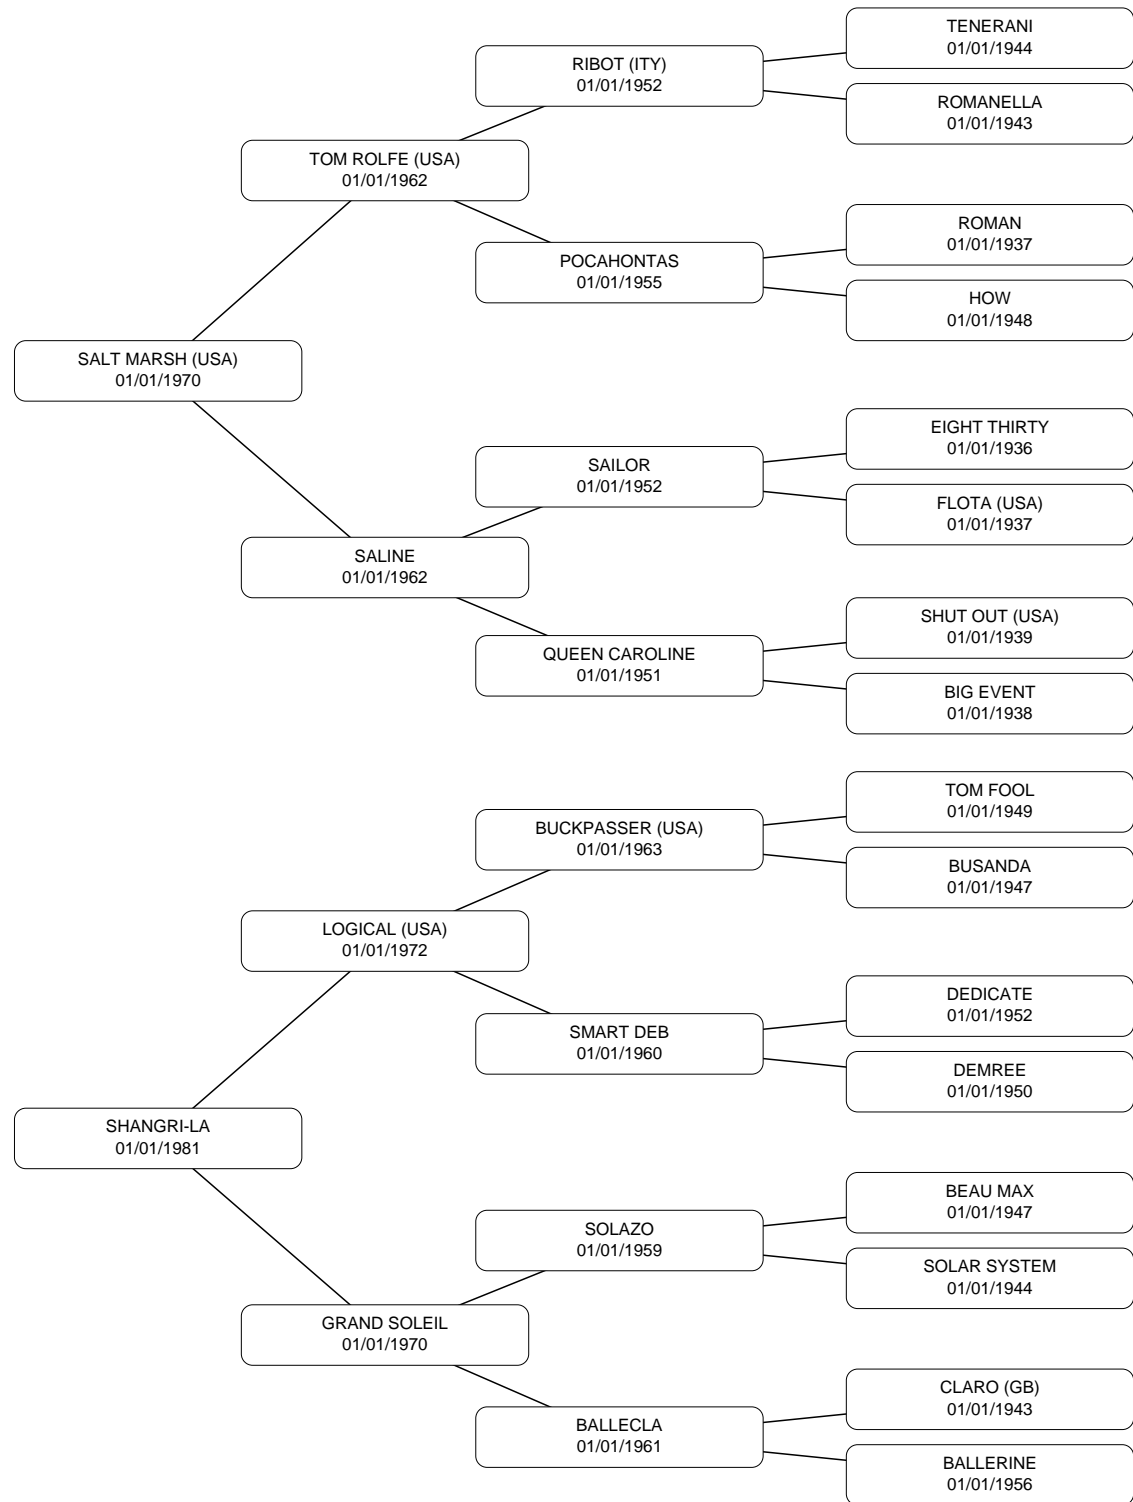 TENERANI
01/01/1944
RIBOT (ITY)
01/01/1952
ROMANELLA
01/01/1943
TOM ROLFE (USA)
01/01/1962
ROMAN
01/01/1937
POCAHONTAS
01/01/1955
HOW
01/01/1948
SALT MARSH (USA)
01/01/1970
EIGHT THIRTY
01/01/1936
SAILOR
01/01/1952
FLOTA (USA)
01/01/1937
SALINE
01/01/1962
SHUT OUT (USA)
01/01/1939
QUEEN CAROLINE
01/01/1951
BIG EVENT
01/01/1938
TOM FOOL
01/01/1949
BUCKPASSER (USA)
01/01/1963
BUSANDA
01/01/1947
LOGICAL (USA)
01/01/1972
DEDICATE
01/01/1952
SMART DEB
01/01/1960
DEMREE
01/01/1950
SHANGRI-LA
01/01/1981
BEAU MAX
01/01/1947
SOLAZO
01/01/1959
SOLAR SYSTEM
01/01/1944
GRAND SOLEIL
01/01/1970
CLARO (GB)
01/01/1943
BALLECLA
01/01/1961
BALLERINE
01/01/1956